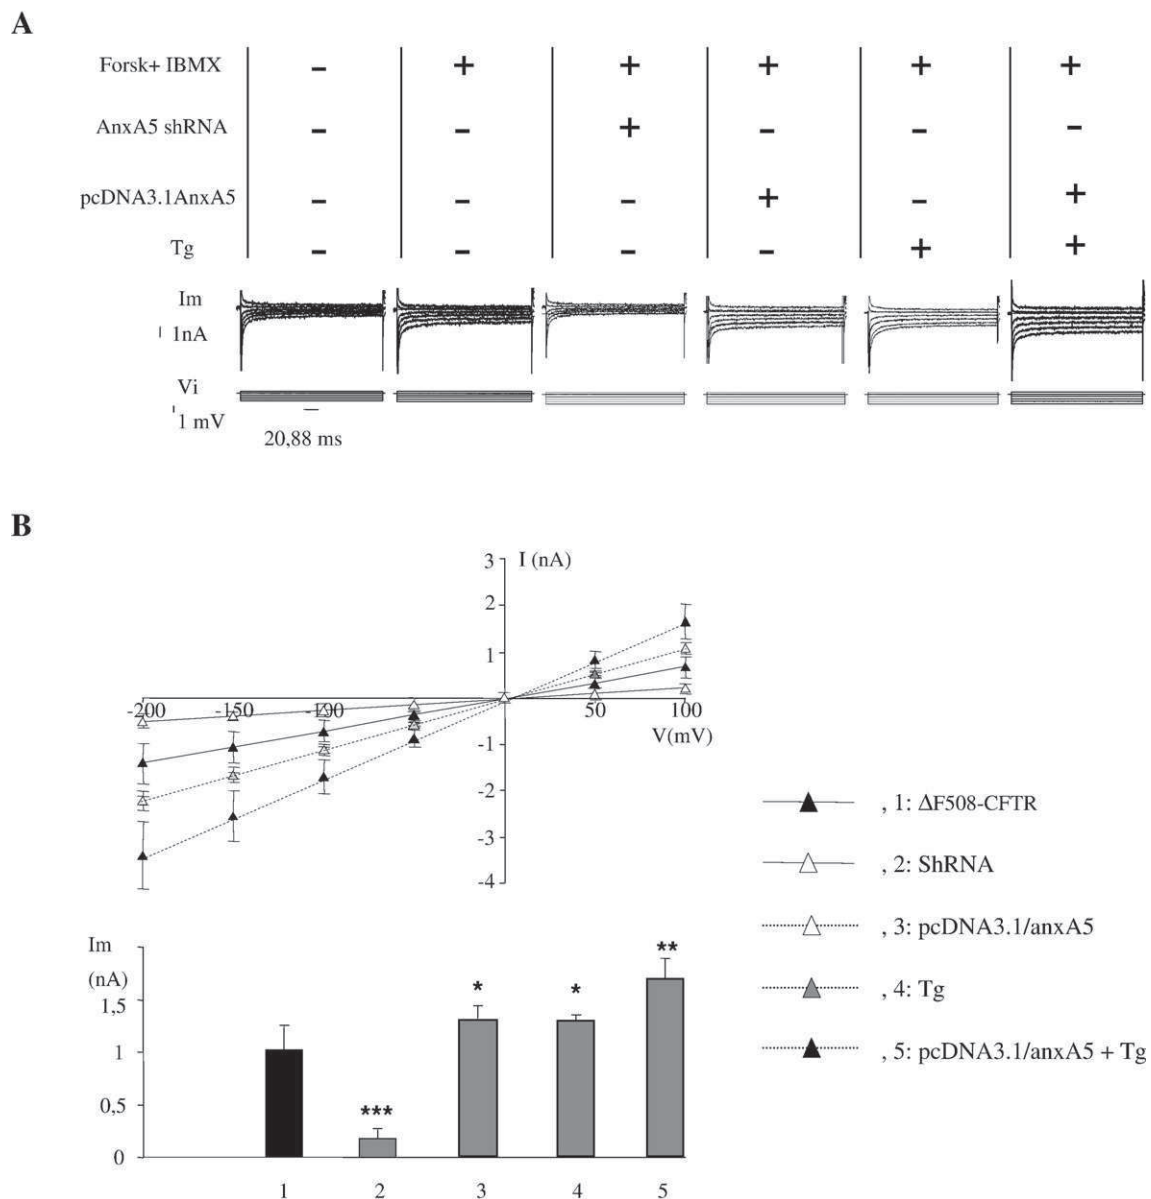 A
Forsk+ IBMX - + + + + +
AnxA5 shRNA - - + - - -
pcDNA3.1AnxA5 - - - + - +
Tg - - - - + +
Im
1nA
Vi
1 mV
20,88 ms
B
I (nA)
3
2
1
-200 -150 -190 50 100
V(mV)
-1
-2
-3
-4
, 1: ΔF508-CFTR
, 2: ShRNA
, 3: pcDNA3.1/anxA5
, 4: Tg
, 5: pcDNA3.1/anxA5 + Tg
Im
(nA)
1,5
1
0,5
0
*** * * **
1 2 3 4 5